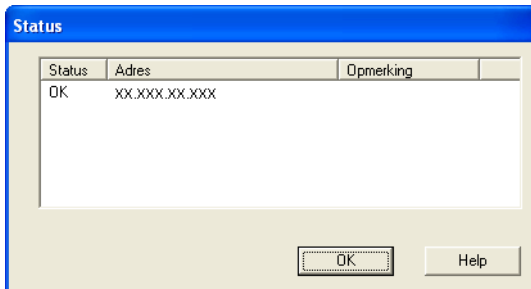 Status
Status Adres Opmerking
OK XX.XXX.XX.XXX
OK Help